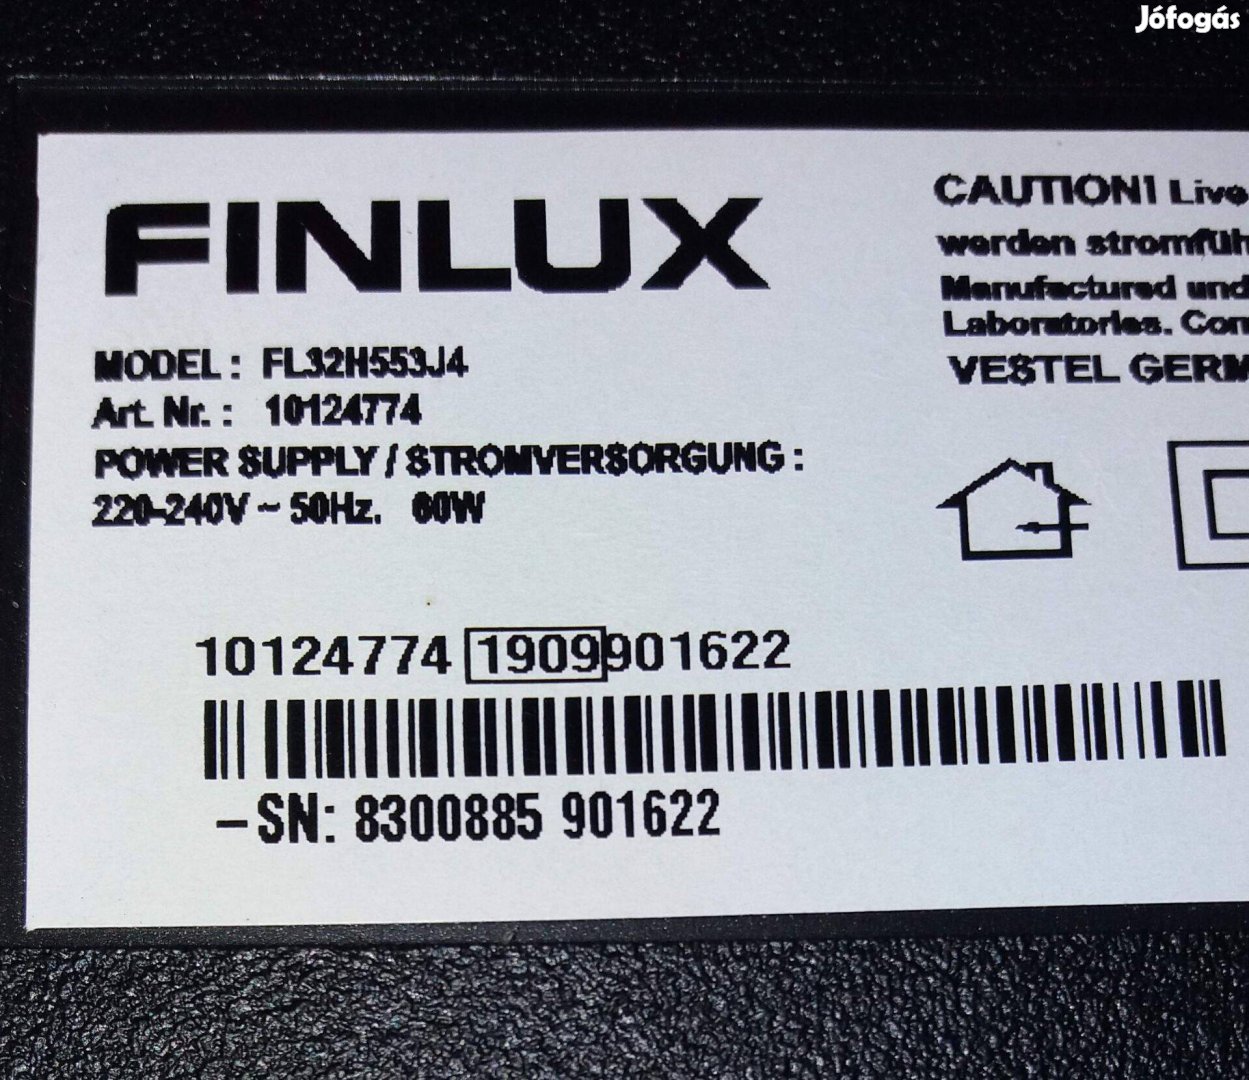 Jófogás
FINLUX
MODEL : FL32H553J4
Art. Nr. : 10124774
POWER SUPPLY / STROMVERSORGUNG :
220-240V ~ 50Hz. 60W
CAUTION! Live
werden stromfüh
Manufactured und
Laboratories. Con
VESTEL GERM
10124774 1909901622
–SN: 8300885 901622